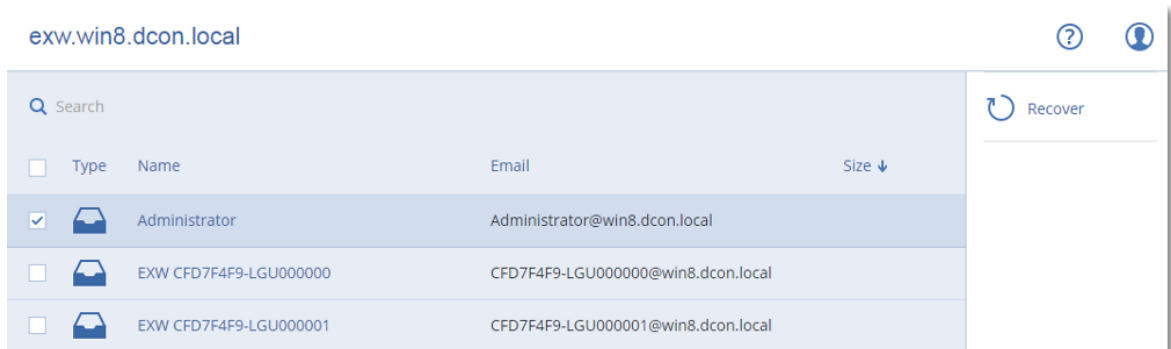 exw.win8.dcon.local
Search
Recover
Type Name Email Size
Administrator Administrator@win8.dcon.local
EXW CFD7F4F9-LGU000000 CFD7F4F9-LGU000000@win8.dcon.local
EXW CFD7F4F9-LGU000001 CFD7F4F9-LGU000001@win8.dcon.local